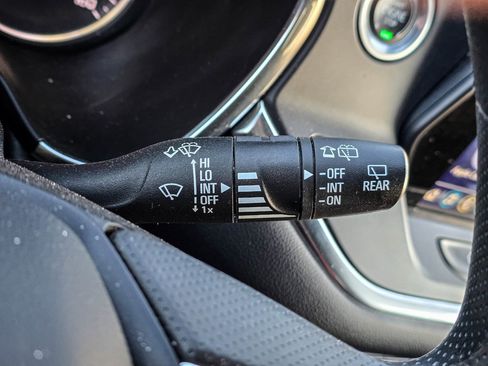 HI
LO
INT
OFF
1x
-OFF
-INT
-ON
REAR